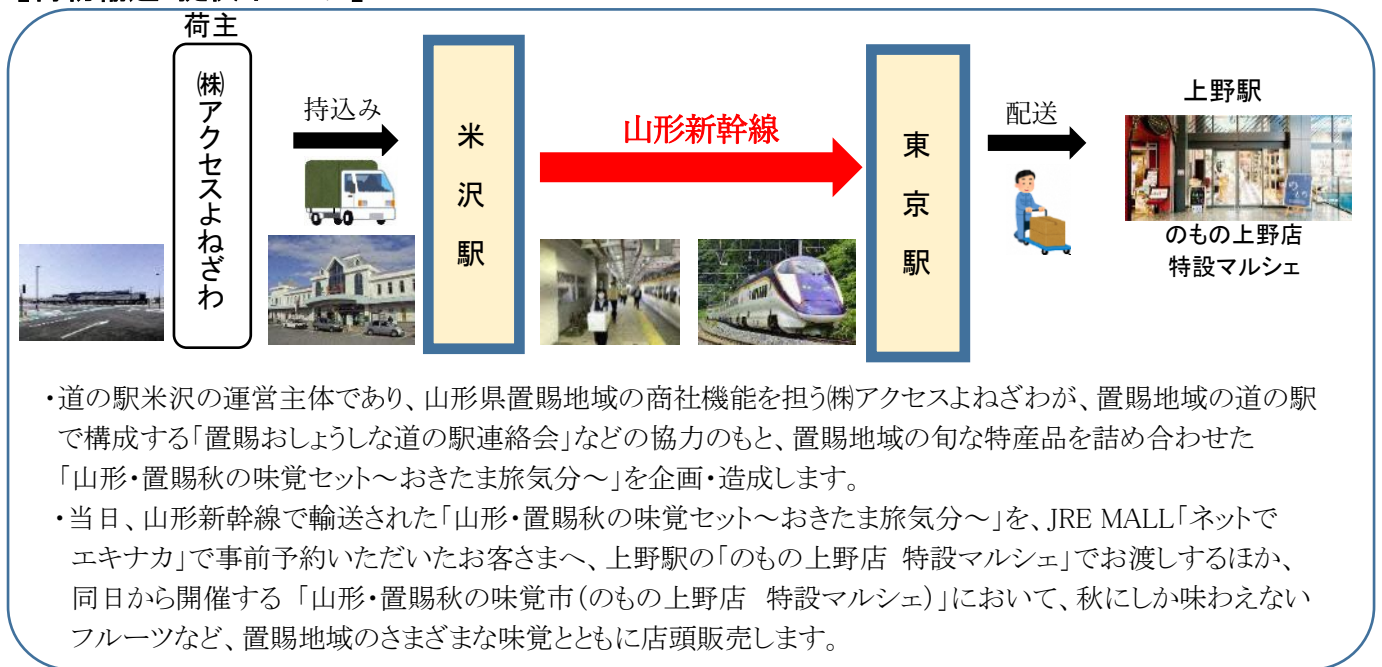 荷主
㈱アクセスよねざわ
持込み
米沢駅
山形新幹線
東京駅
配送
上野駅
のもの上野店
特設マルシェ
・道の駅米沢の運営主体であり、山形県置賜地域の商社機能を担う㈱アクセスよねざわが、置賜地域の道の駅
で構成する「置賜おしょうしな道の駅連絡会」などの協力のもと、置賜地域の旬な特産品を詰め合わせた
「山形・置賜秋の味覚セット～おきたま旅気分～」を企画・造成します。
・当日、山形新幹線で輸送された「山形・置賜秋の味覚セット～おきたま旅気分～」を、JRE MALL「ネットで
エキナカ」で事前予約いただいたお客さまへ、上野駅の「のもの上野店 特設マルシェ」でお渡しするほか、
同日から開催する 「山形・置賜秋の味覚市（のもの上野店　特設マルシェ）」において、秋にしか味わえない
フルーツなど、置賜地域のさまざまな味覚とともに店頭販売します。